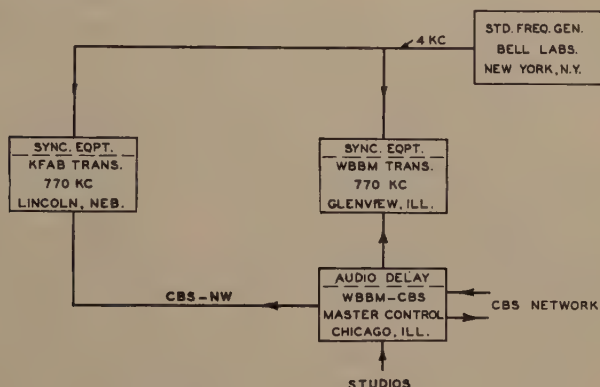 4 KC
STD. FREQ. GEN.
BELL LABS.
NEW YORK, N.Y.
SYNC. EQPT.
KFAB TRANS.
770 KC
LINCOLN, NEB.
SYNC. EQPT.
WBBM TRANS.
770 KC
GLENVIEW, ILL.
CBS-NW
AUDIO DELAY
WBBM-CBS
MASTER CONTROL
CHICAGO, ILL.
CBS NETWORK
STUDIOS